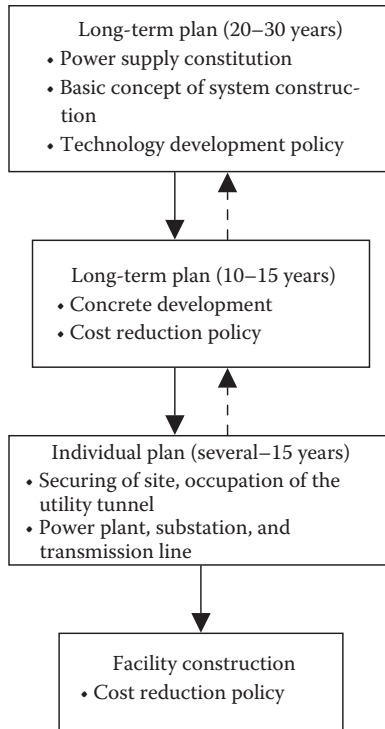 Long-term plan (20–30 years)
• Power supply constitution
• Basic concept of system construc-
tion
• Technology development policy
Long-term plan (10–15 years)
• Concrete development
• Cost reduction policy
Individual plan (several–15 years)
• Securing of site, occupation of the
utility tunnel
• Power plant, substation, and
transmission line
Facility construction
• Cost reduction policy